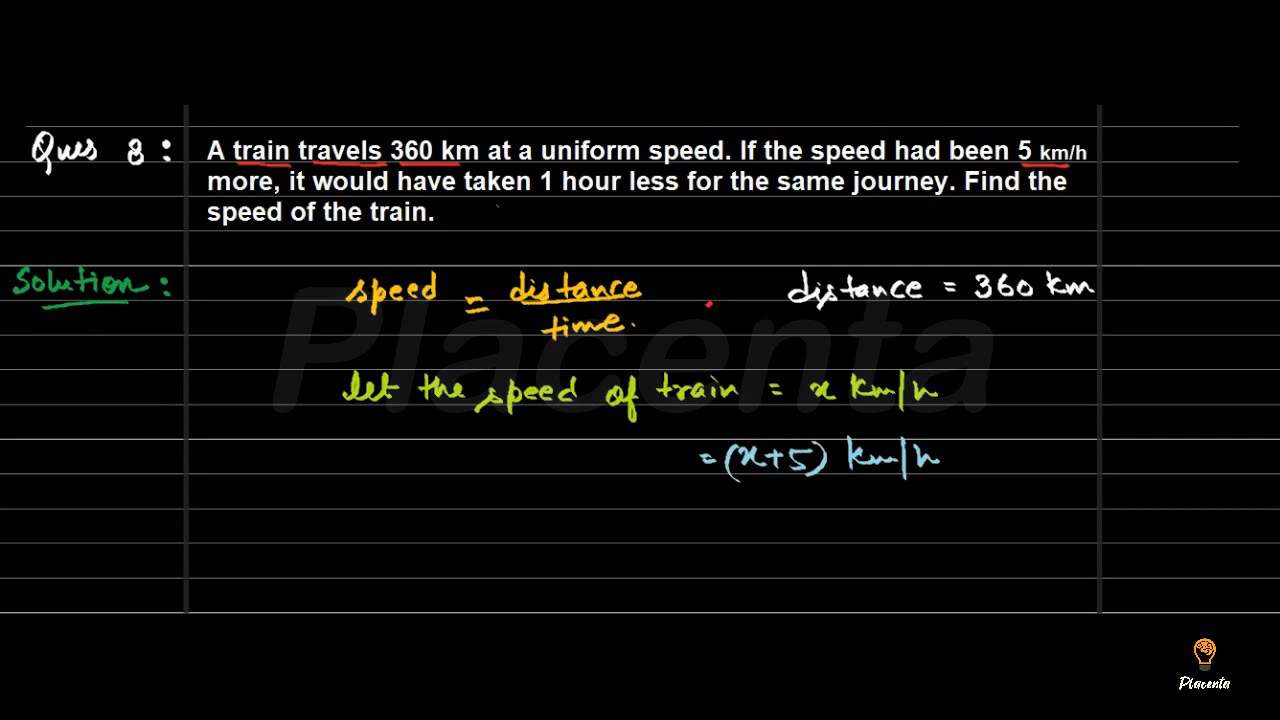 Ques 8 :
A train travels 360 km at a uniform speed. If the speed had been 5 km/h
more, it would have taken 1 hour less for the same journey. Find the
speed of the train.
Solution :
speed = distance/time.
distance = 360 km
let the speed of train = x km/h
= (x+5) km/h
Placenta
Placenta